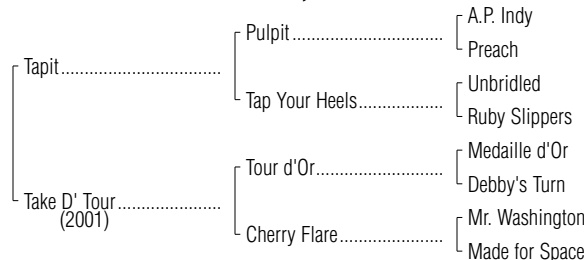 A.P. Indy
Pulpit
Preach
Tapit
Unbridled
Tap Your Heels
Ruby Slippers
Medaille d'Or
Tour d'Or
Debby's Turn
Take D' Tour
(2001)
Mr. Washington
Cherry Flare
Made for Space